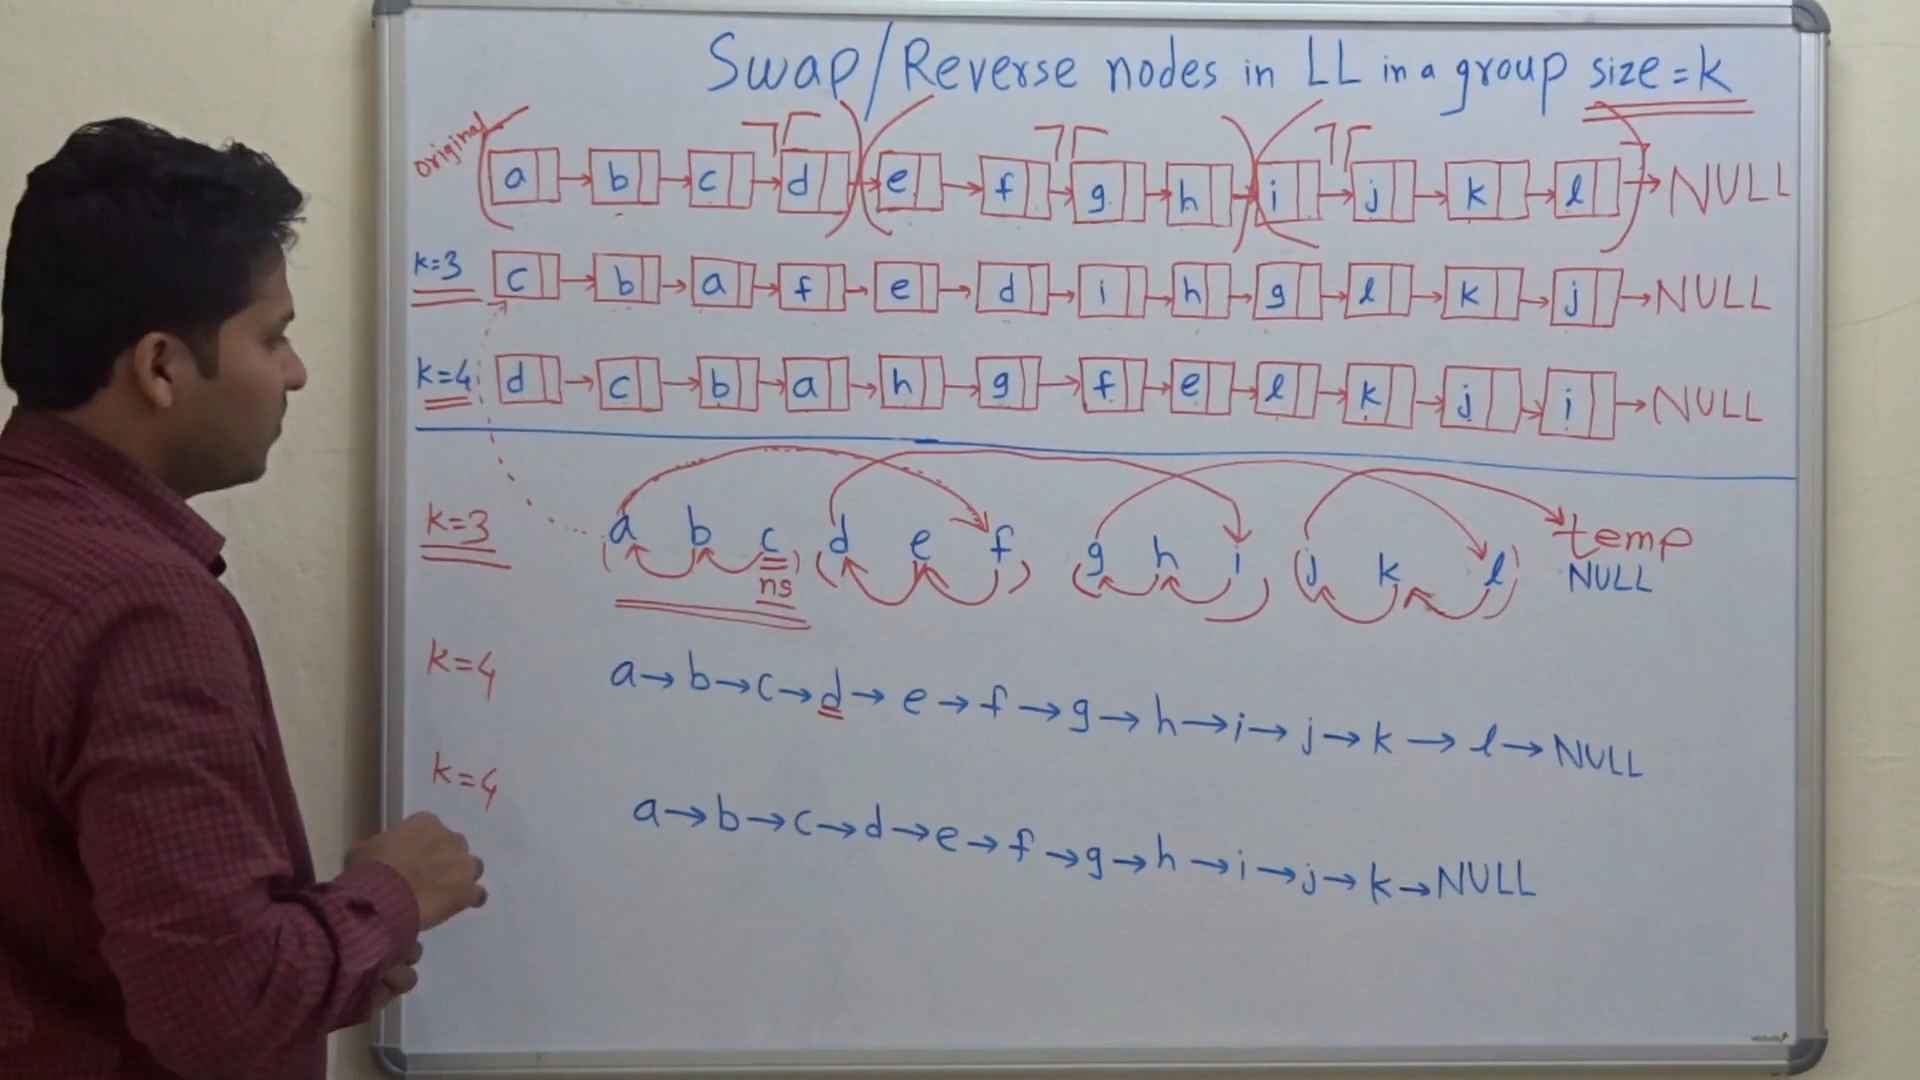 Swap/Reverse nodes in LL in a group size = k
original a → b → c → d → e → f → g → h → i → j → k → l → NULL
k=3 c → b → a → f → e → d → i → h → g → l → k → j → NULL
k=4 d → c → b → a → h → g → f → e → l → k → j → i → NULL
k=3 (a b c) (d e f) (g h i) (j k l) temp
ns NULL
k=4 a → b → c → d → e → f → g → h → i → j → k → l → NULL
k=4 a → b → c → d → e → f → g → h → i → j → k → NULL